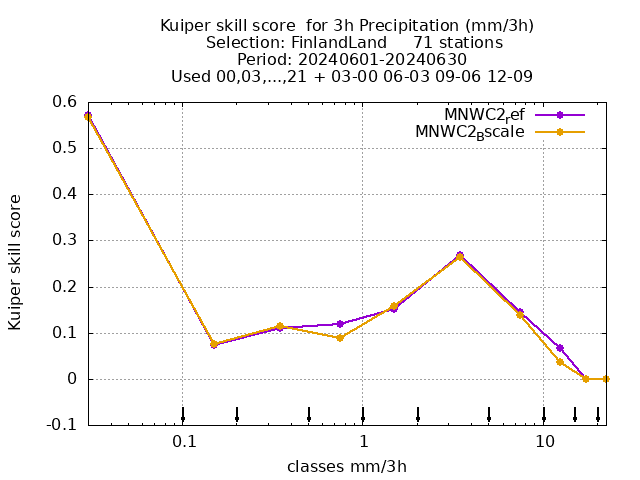 Kuiper skill score  for 3h Precipitation (mm/3h)
Selection: FinlandLand     71 stations
Period: 20240601-20240630
Used 00,03,...,21 + 03-00 06-03 09-06 12-09
MNWC2ref
MNWC2Bscale
0.6
0.5
0.4
0.3
0.2
0.1
0
-0.1
Kuiper skill score
0.1 1 10
classes mm/3h